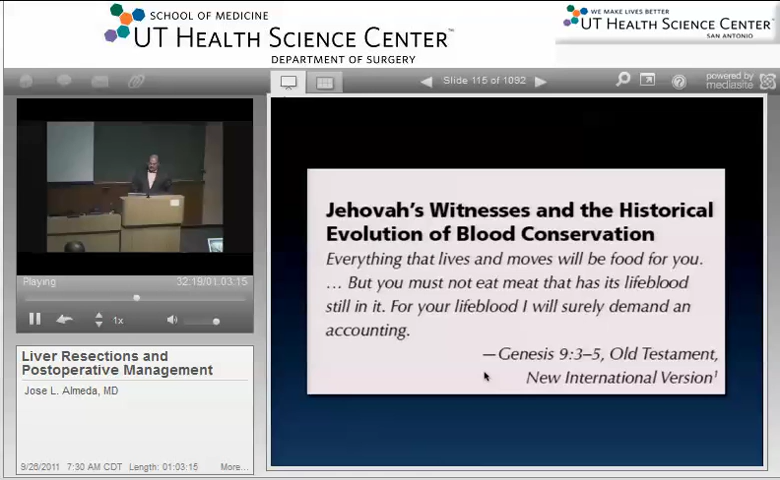 SCHOOL OF MEDICINE
UT HEALTH SCIENCE CENTER™
DEPARTMENT OF SURGERY
WE MAKE LIVES BETTER
UT HEALTH SCIENCE CENTER
SAN ANTONIO
Slide 115 of 1092
powered by
mediasite
Jehovah's Witnesses and the Historical
Evolution of Blood Conservation
Everything that lives and moves will be food for you.
… But you must not eat meat that has its lifeblood
still in it. For your lifeblood I will surely demand an
accounting.
—Genesis 9:3–5, Old Testament,
New International Version¹
Playing
32:19/01:03:15
1x
Liver Resections and
Postoperative Management
Jose L. Almeda, MD
9/26/2011 7:30 AM CDT Length: 01:03:15 More...